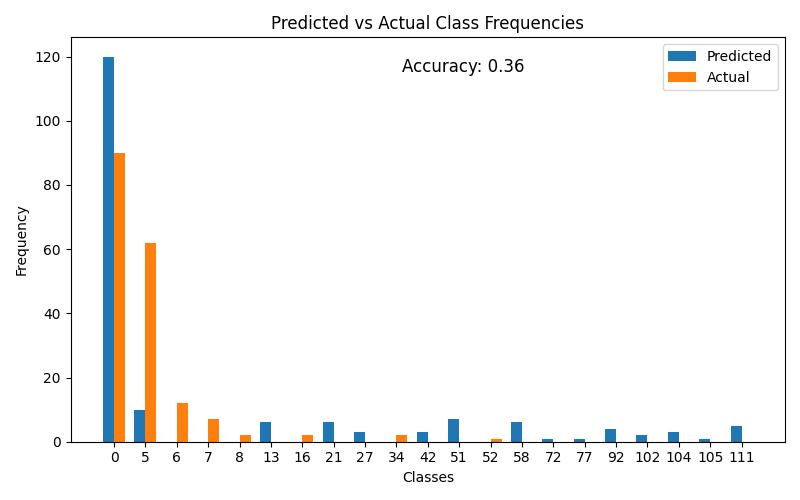 Predicted vs Actual Class Frequencies
Accuracy: 0.36
Predicted
Actual
Frequency
120
100
80
60
40
20
0
0 5 6 7 8 13 16 21 27 34 42 51 52 58 72 77 92 102 104 105 111
Classes